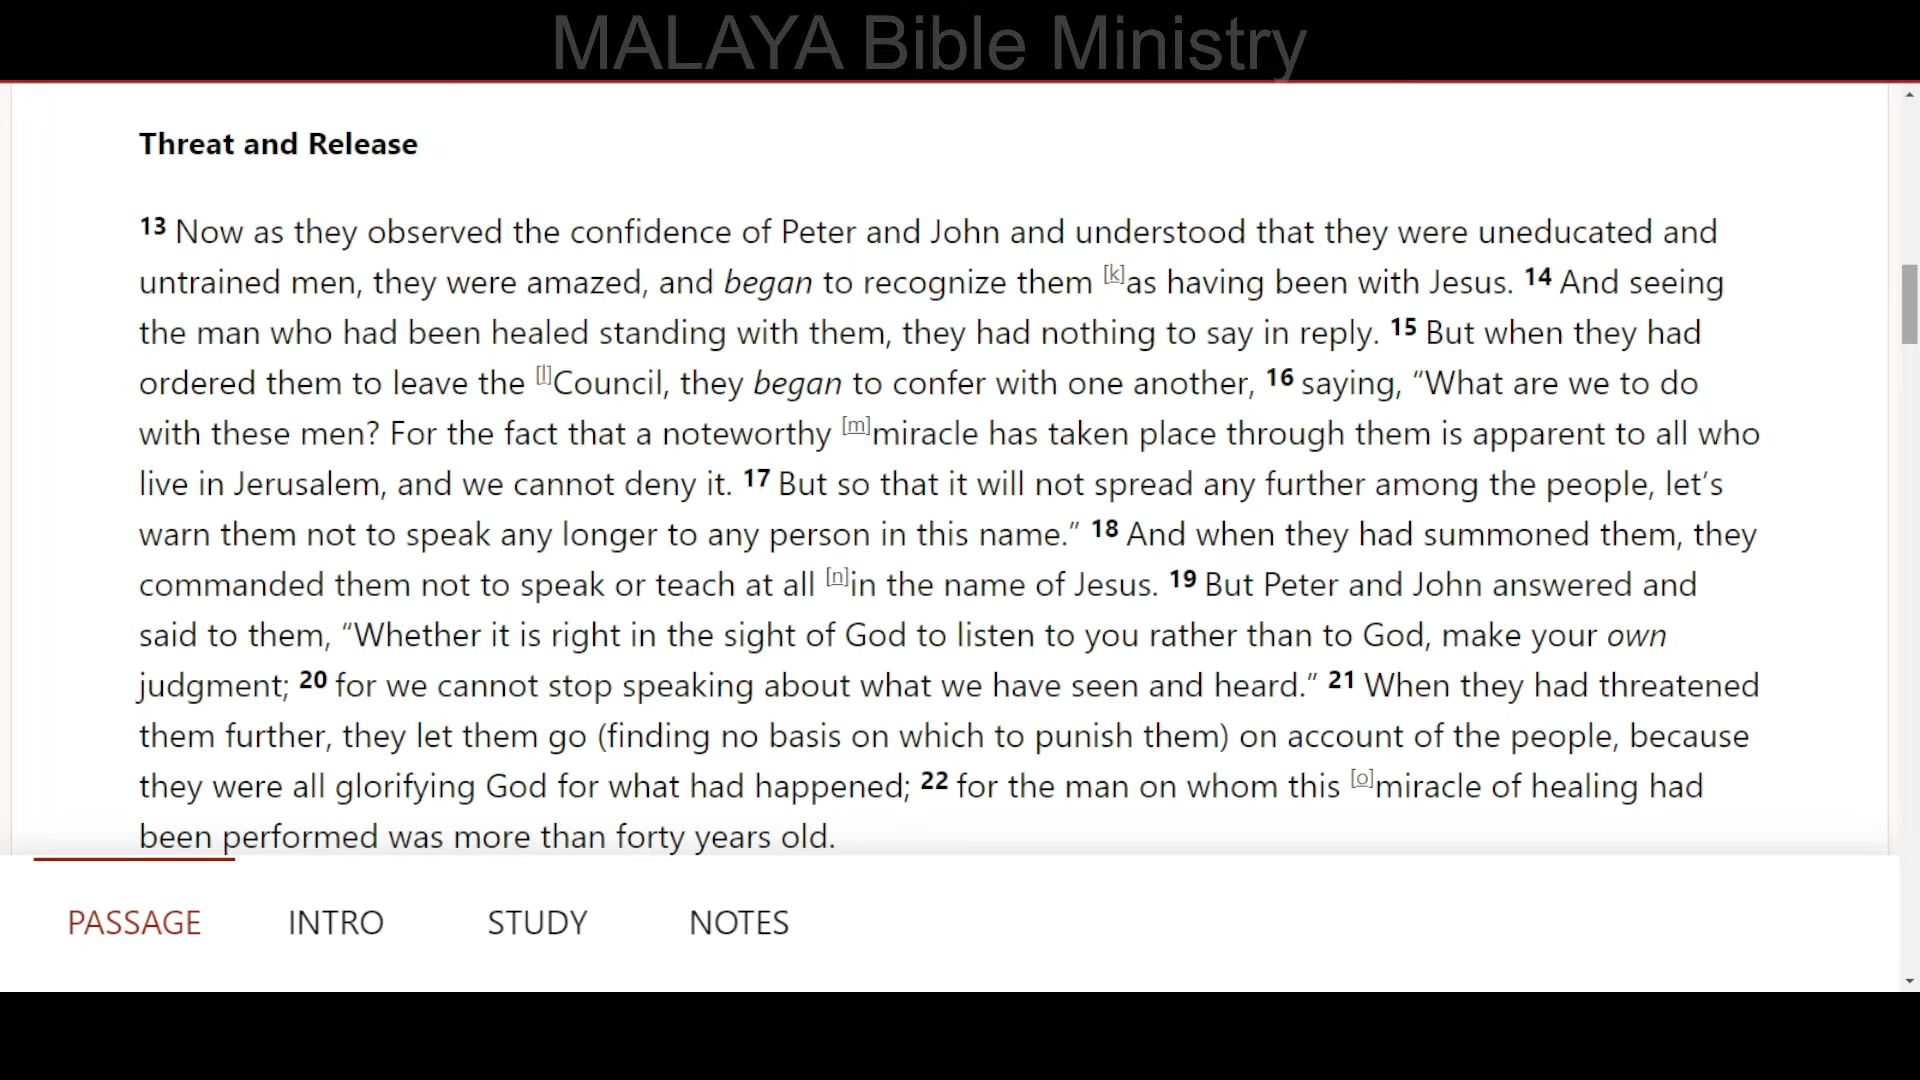 MALAYA Bible Ministry
Threat and Release
13 Now as they observed the confidence of Peter and John and understood that they were uneducated and
untrained men, they were amazed, and began to recognize them [k]as having been with Jesus. 14 And seeing
the man who had been healed standing with them, they had nothing to say in reply. 15 But when they had
ordered them to leave the [l]Council, they began to confer with one another, 16 saying, “What are we to do
with these men? For the fact that a noteworthy [m]miracle has taken place through them is apparent to all who
live in Jerusalem, and we cannot deny it. 17 But so that it will not spread any further among the people, let’s
warn them not to speak any longer to any person in this name.” 18 And when they had summoned them, they
commanded them not to speak or teach at all [n]in the name of Jesus. 19 But Peter and John answered and
said to them, “Whether it is right in the sight of God to listen to you rather than to God, make your own
judgment; 20 for we cannot stop speaking about what we have seen and heard.” 21 When they had threatened
them further, they let them go (finding no basis on which to punish them) on account of the people, because
they were all glorifying God for what had happened; 22 for the man on whom this [o]miracle of healing had
been performed was more than forty years old.
PASSAGE INTRO STUDY NOTES